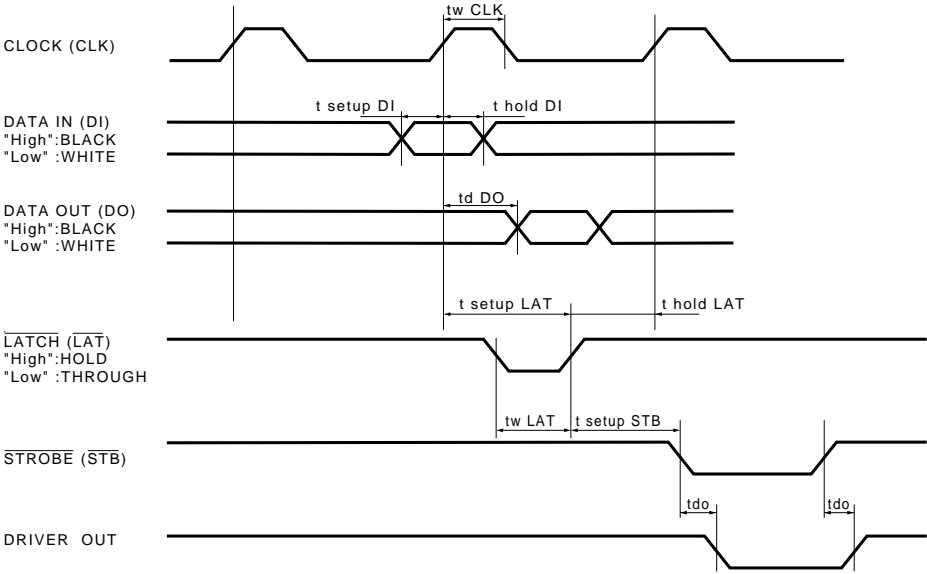 tw CLK
CLOCK (CLK)
t setup DI
t hold DI
DATA IN (DI)
"High":BLACK
"Low" :WHITE
td DO
DATA OUT (DO)
"High":BLACK
"Low" :WHITE
t setup LAT
t hold LAT
LATCH (LAT)
"High":HOLD
"Low" :THROUGH
tw LAT
t setup STB
STROBE (STB)
tdo
tdo
DRIVER OUT